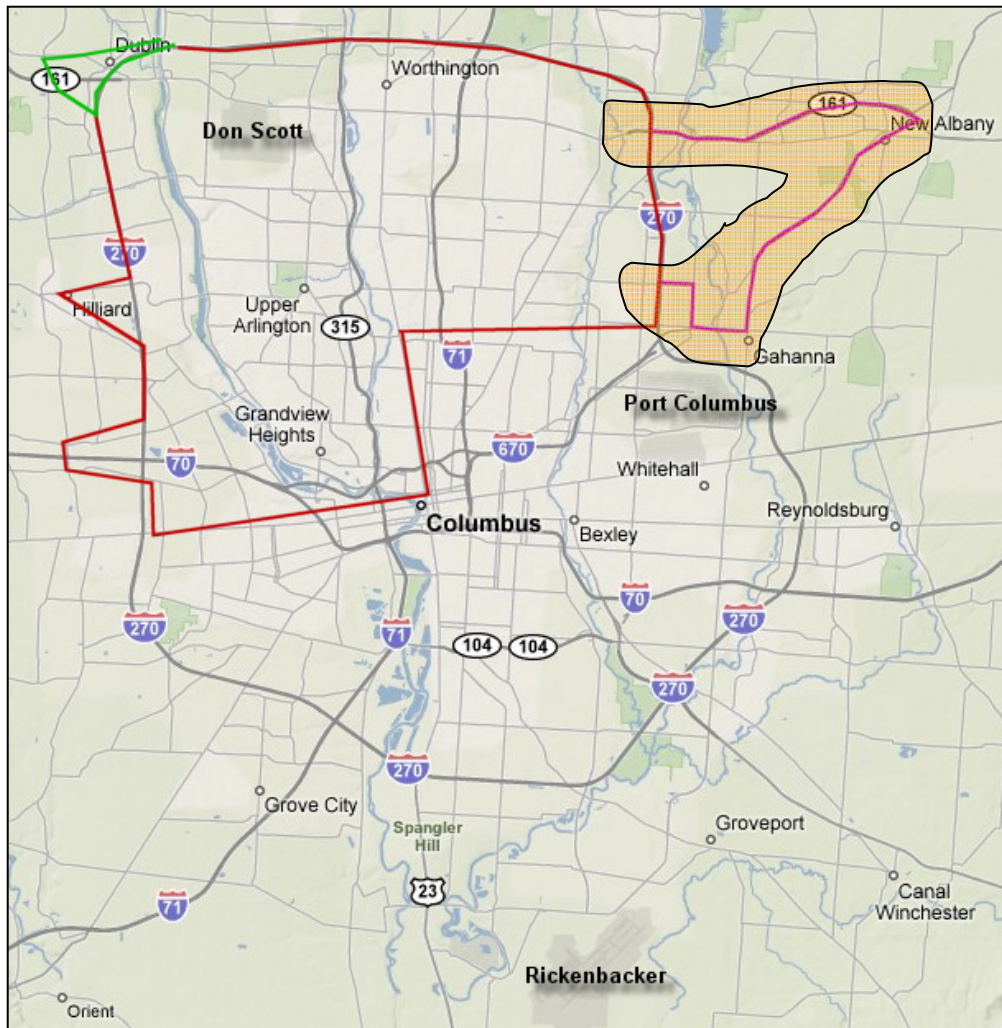 Dublin
161
Worthington
161
Don Scott
New Albany
270
270
Hilliard
Upper
Arlington
315
71
Gahanna
Port Columbus
Grandview
Heights
70
670
Whitehall
Columbus
Bexley
Reynoldsburg
70
270
270
71
104
104
270
270
Grove City
Spangler
Hill
Groveport
23
Canal
Winchester
71
Rickenbacker
Orient